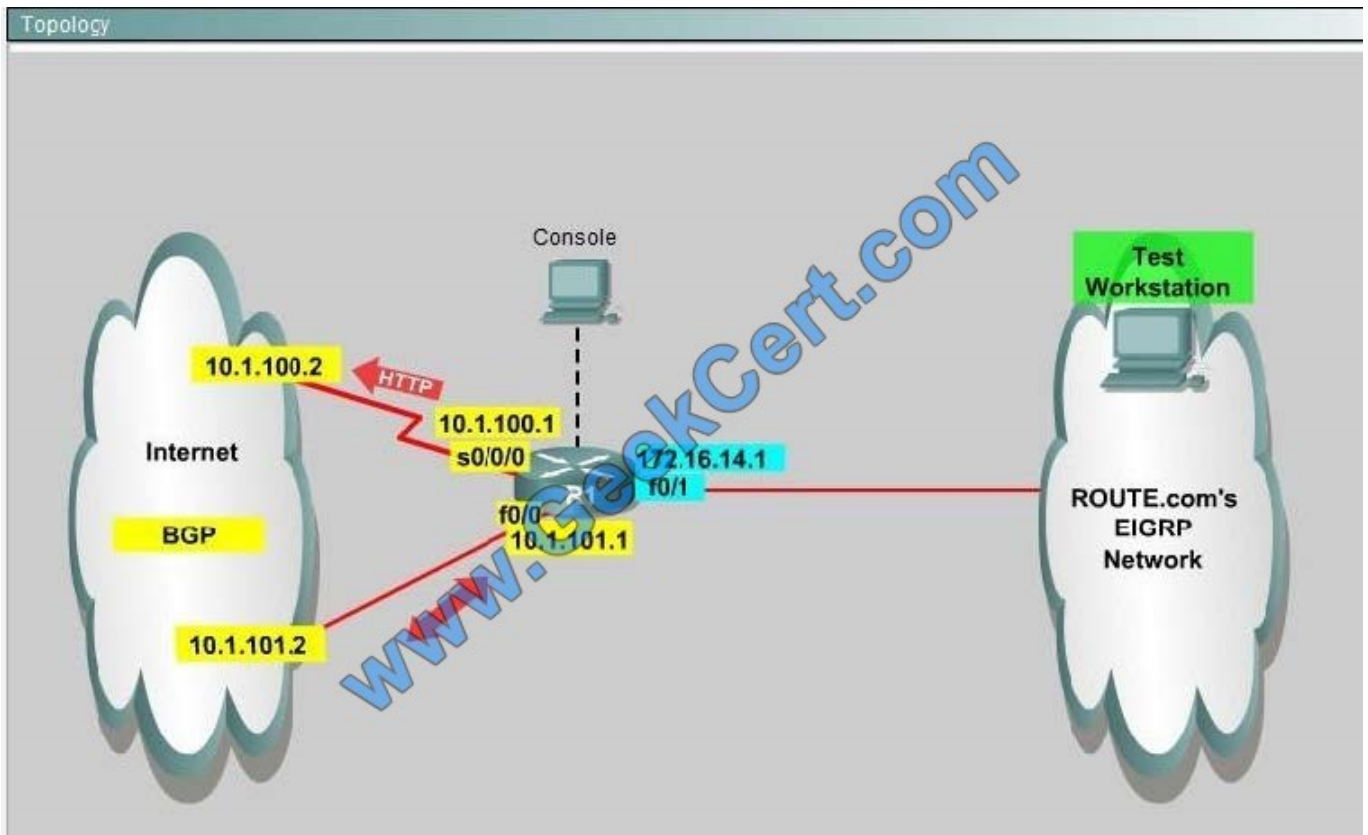 Topology
Console
Test
Workstation
10.1.100.2
HTTP
10.1.100.1
s0/0/0
Internet
172.16.14.1
f0/1
R1
f0/0
10.1.101.1
BGP
ROUTE.com's
EIGRP
Network
10.1.101.2
www.GeekCert.com